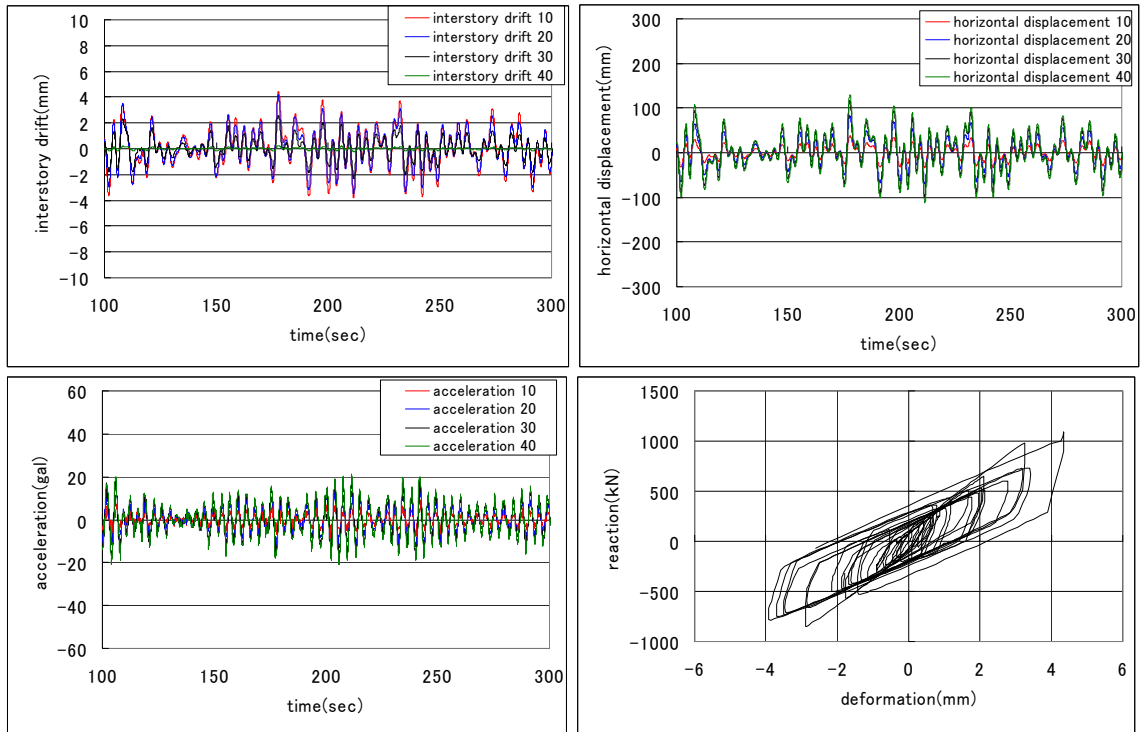 10
8
6
4
2
0
-2
-4
-6
-8
-10
interstory drift(mm)
interstory drift 10
interstory drift 20
interstory drift 30
interstory drift 40
100 150 200 250 300
time(sec)
300
200
100
0
-100
-200
-300
horizontal displacement(mm)
horizontal displacement 10
horizontal displacement 20
horizontal displacement 30
horizontal displacement 40
100 150 200 250 300
time(sec)
60
40
20
0
-20
-40
-60
acceleration(gal)
acceleration 10
acceleration 20
acceleration 30
acceleration 40
100 150 200 250 300
time(sec)
1500
1000
500
0
-500
-1000
reaction(kN)
-6 -4 -2 0 2 4 6
deformation(mm)